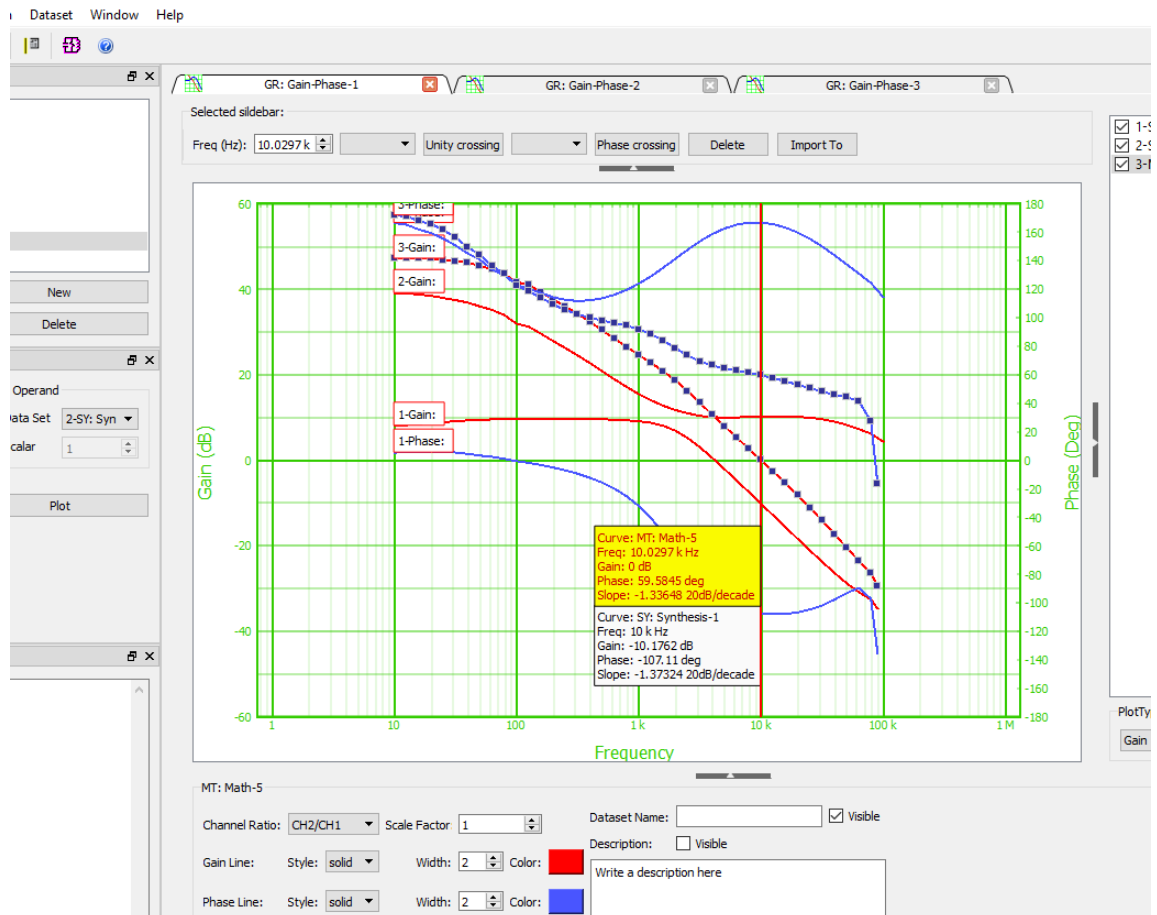 Dataset Window Help
GR: Gain-Phase-1
GR: Gain-Phase-2
GR: Gain-Phase-3
Selected sildebar:
Freq (Hz): 10.0297 k
Unity crossing
Phase crossing
Delete
Import To
New
Delete
Operand
Data Set 2-SY: Syn
calar 1
Plot
60
40
20
0
-20
-40
-60
Gain (dB)
180
160
140
120
100
80
60
40
20
0
-20
-40
-60
-80
-100
-120
-140
-160
-180
Phase (Deg)
3-Phase:
3-Gain:
2-Gain:
1-Gain:
1-Phase:
Curve: MT: Math-5
Freq: 10.0297 k Hz
Gain: 0 dB
Phase: 59.5845 deg
Slope: -1.33648 20dB/decade
Curve: SY: Synthesis-1
Freq: 10 k Hz
Gain: -10.1762 dB
Phase: -107.11 deg
Slope: -1.37324 20dB/decade
1 10 100 1 k 10 k 100 k 1 M
Frequency
1-S
2-S
3-M
PlotTy
Gain
MT: Math-5
Channel Ratio: CH2/CH1 Scale Factor 1
Gain Line: Style: solid Width: 2 Color:
Phase Line: Style: solid Width: 2 Color:
Dataset Name: Visible
Description: Visible
Write a description here